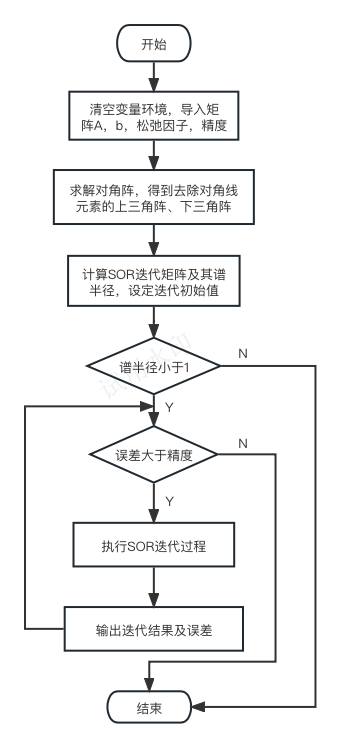 开始
清空变量环境，导入矩
阵A，b，松弛因子，精度
求解对角阵，得到去除对角线
元素的上三角阵、下三角阵
计算SOR迭代矩阵及其谱
半径，设定迭代初始值
谱半径小于1
N
Y
误差大于精度
N
Y
执行SOR迭代过程
输出迭代结果及误差
结束